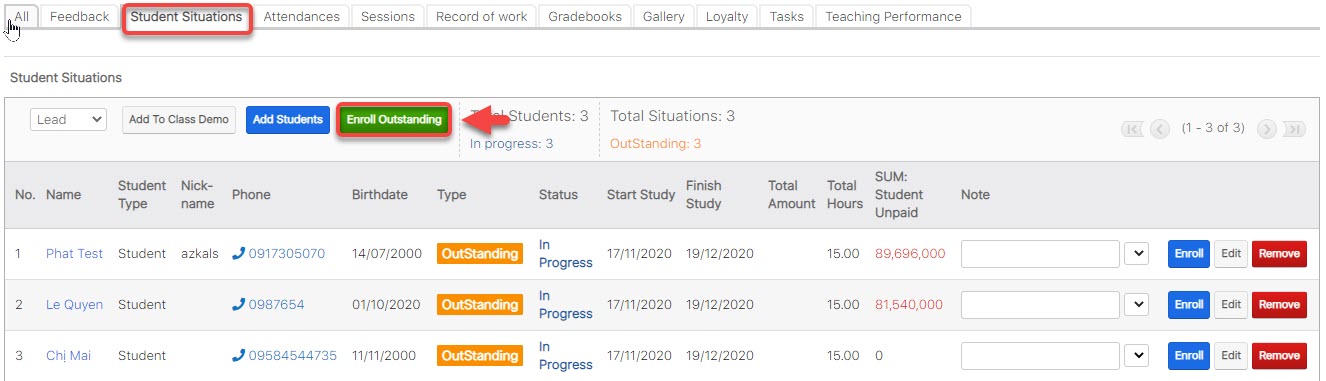 All Feedback Student Situations Attendances Sessions Record of work Gradebooks Gallery Loyalty Tasks Teaching Performance
Student Situations
Lead Add To Class Demo Add Students Enroll Outstanding Students: 3 Total Situations: 3 (1 - 3 of 3)
In progress: 3 OutStanding: 3
No. Name Student Type Nick-name Phone Birthdate Type Status Start Study Finish Study Total Amount Total Hours SUM: Student Unpaid Note
1 Phat Test Student azkals 0917305070 14/07/2000 OutStanding In Progress 17/11/2020 19/12/2020 15.00 89,696,000 Enroll Edit Remove
2 Le Quyen Student 0987654 01/10/2020 OutStanding In Progress 17/11/2020 19/12/2020 15.00 81,540,000 Enroll Edit Remove
3 Chị Mai Student 09584544735 11/11/2000 OutStanding In Progress 17/11/2020 19/12/2020 15.00 0 Enroll Edit Remove